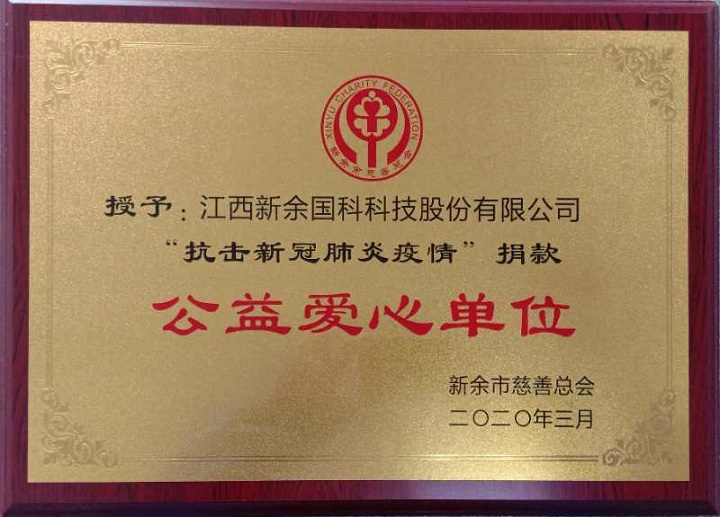 XINYU CHARITY FEDERATION
新余市慈善总会
授予：江西新余国科科技股份有限公司
“抗击新冠肺炎疫情”捐款
公益爱心单位
新余市慈善总会
二〇二〇年三月